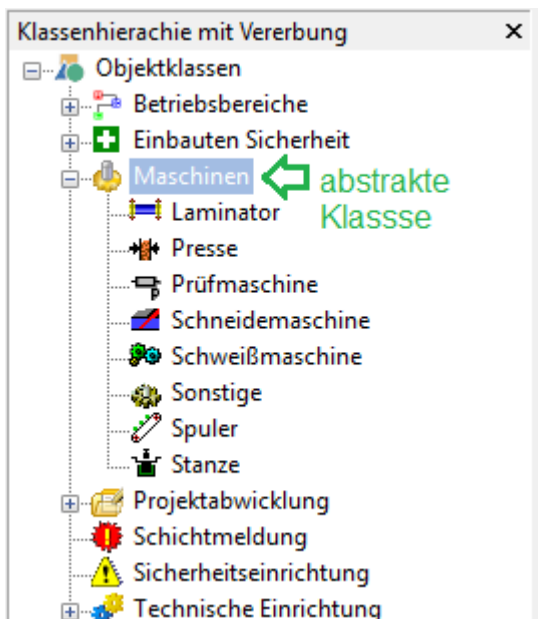 Klassenhierachie mit Vererbung
Objektklassen
Betriebsbereiche
Einbauten Sicherheit
Maschinen abstrakte
Klassse
Laminator
Presse
Prüfmaschine
Schneidemaschine
Schweißmaschine
Sonstige
Spuler
Stanze
Projektabwicklung
Schichtmeldung
Sicherheitseinrichtung
Technische Einrichtung